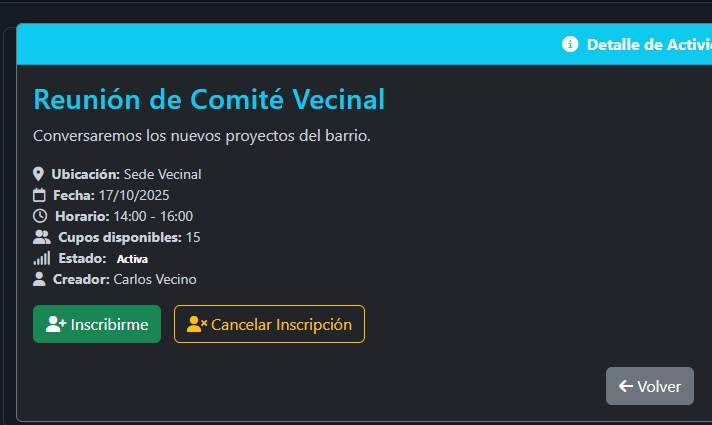 Detalle de Activi
Reunión de Comité Vecinal
Conversaremos los nuevos proyectos del barrio.
Ubicación: Sede Vecinal
Fecha: 17/10/2025
Horario: 14:00 - 16:00
Cupos disponibles: 15
Estado: Activa
Creador: Carlos Vecino
Inscribirme Cancelar Inscripción
Volver